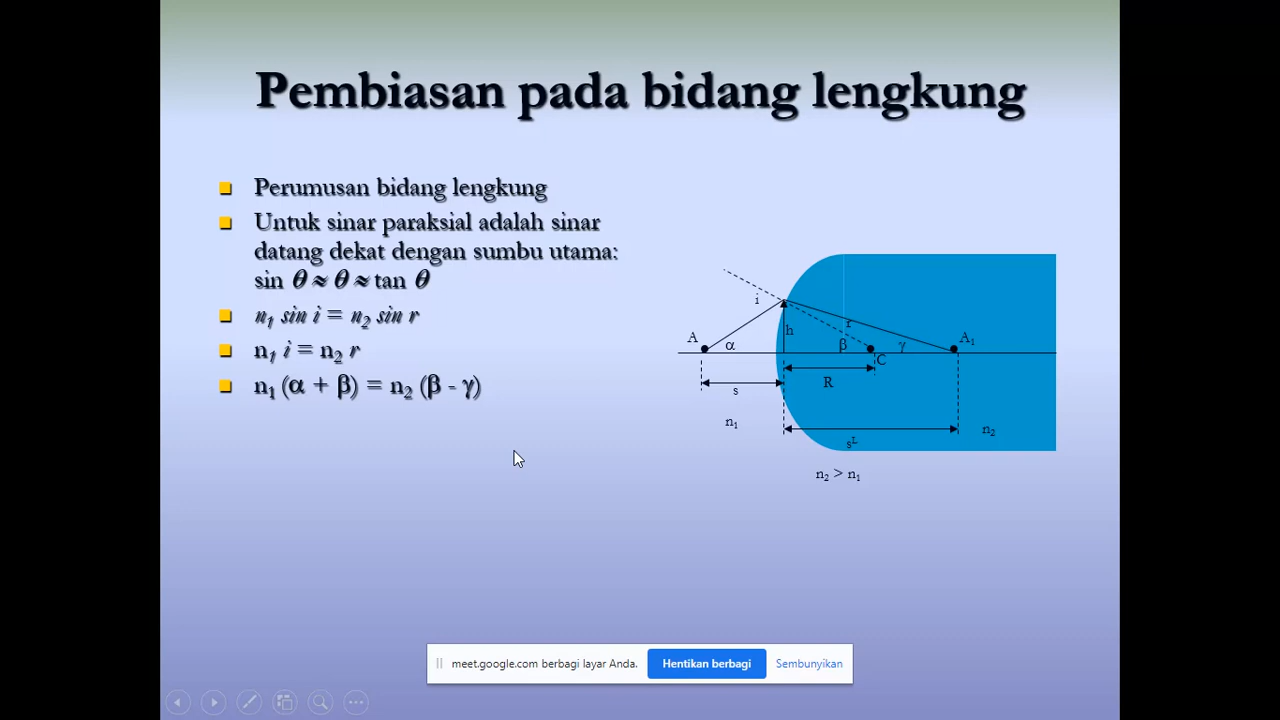 Pembiasan pada bidang lengkung
Perumusan bidang lengkung
Untuk sinar paraksial adalah sinar
datang dekat dengan sumbu utama:
sin θ ≈ θ ≈ tan θ
n₁ sin i = n₂ sin r
n₁ i = n₂ r
n₁ (α + β) = n₂ (β - γ)
i
h
r
A
α
β
γ
A₁
C
R
s
n₁
n₂
sᴸ
n₂ > n₁
meet.google.com berbagi layar Anda.
Hentikan berbagi
Sembunyikan